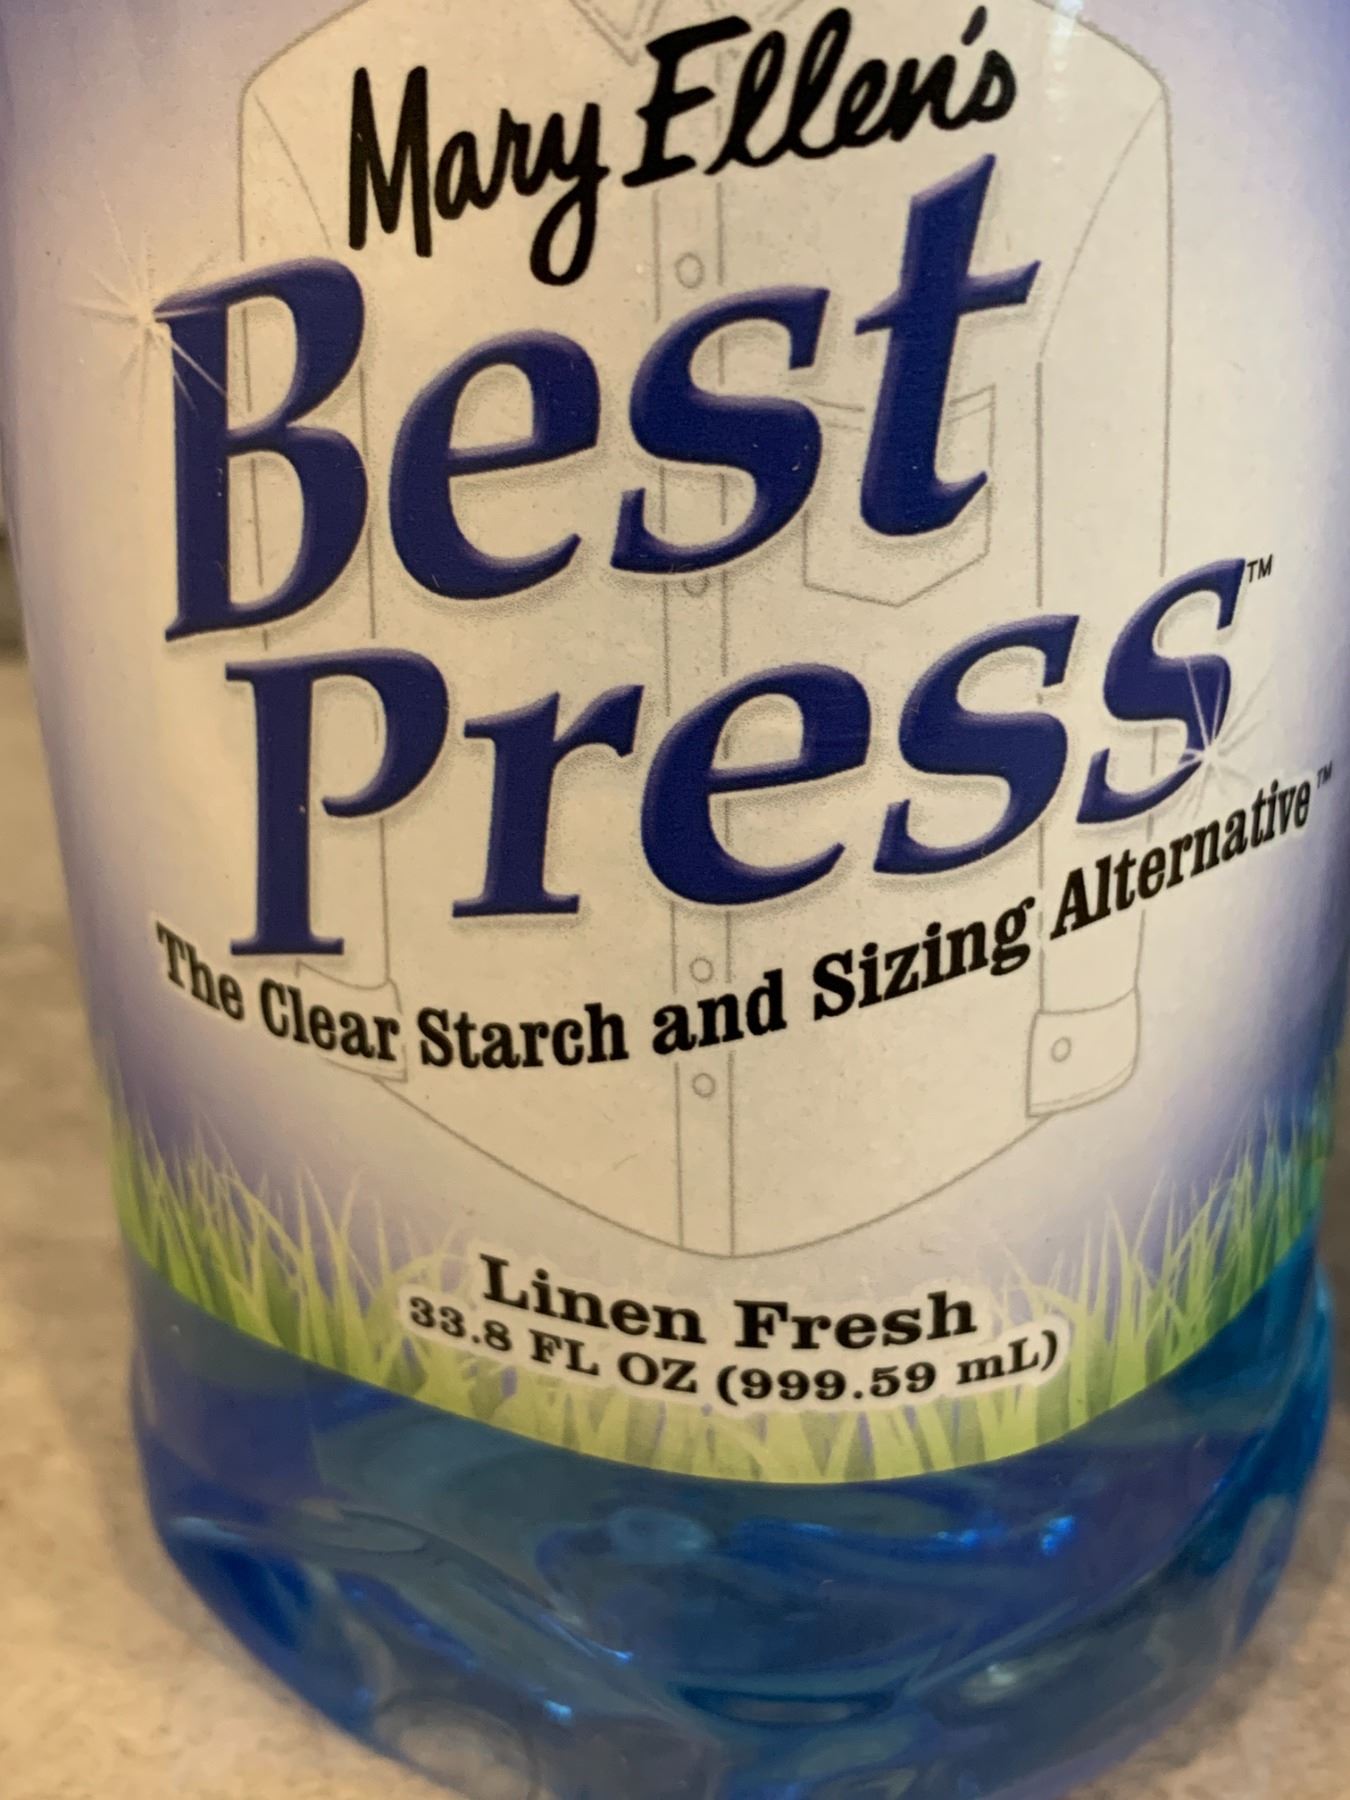 Mary Ellen's
Best
Press™
The Clear Starch and Sizing Alternative™
Linen Fresh
33.8 FL OZ (999.59 mL)